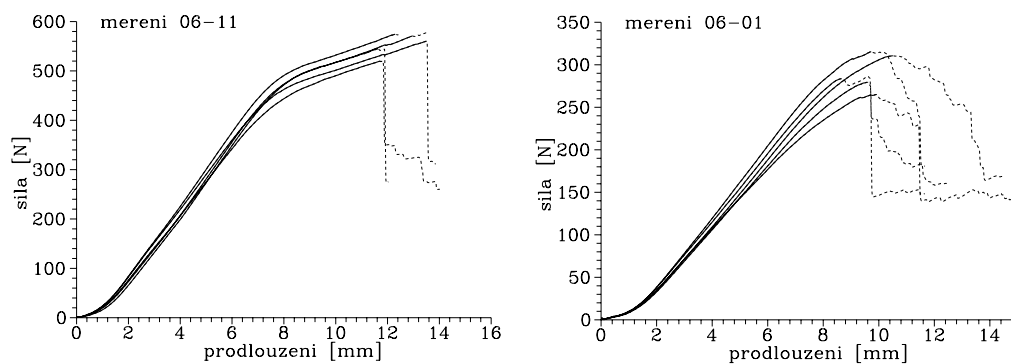 mereni 06-11
600
500
400
300
200
100
0
sila [N]
0 2 4 6 8 10 12 14 16
prodlouzeni [mm]
mereni 06-01
350
300
250
200
150
100
50
0
sila [N]
0 2 4 6 8 10 12 14
prodlouzeni [mm]